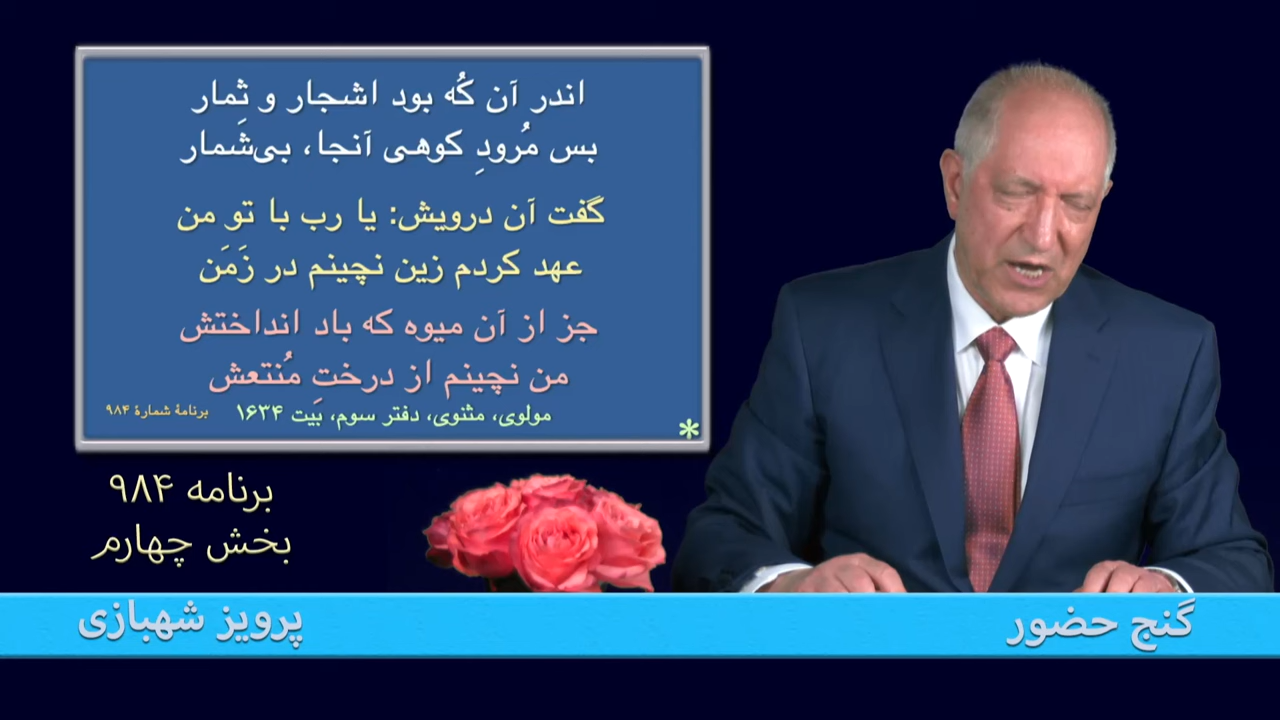 اندر آن کُه بود اشجار و ثِمار
بس مُرودِ کوهی آنجا، بی‌شَمار
گفت آن درویش: یا رب با تو من
عهد کردم زین نچینم در زَمَن
جز از آن میوه که باد انداختش
من نچینم از درختِ مُنتعش
مولوی، مثنوی، دفتر سوم، بیت ۱۶۳۴
برنامهٔ شمارهٔ ۹۸۴
*
برنامه ۹۸۴
بخش چهارم
گنج حضور
پرویز شهبازی